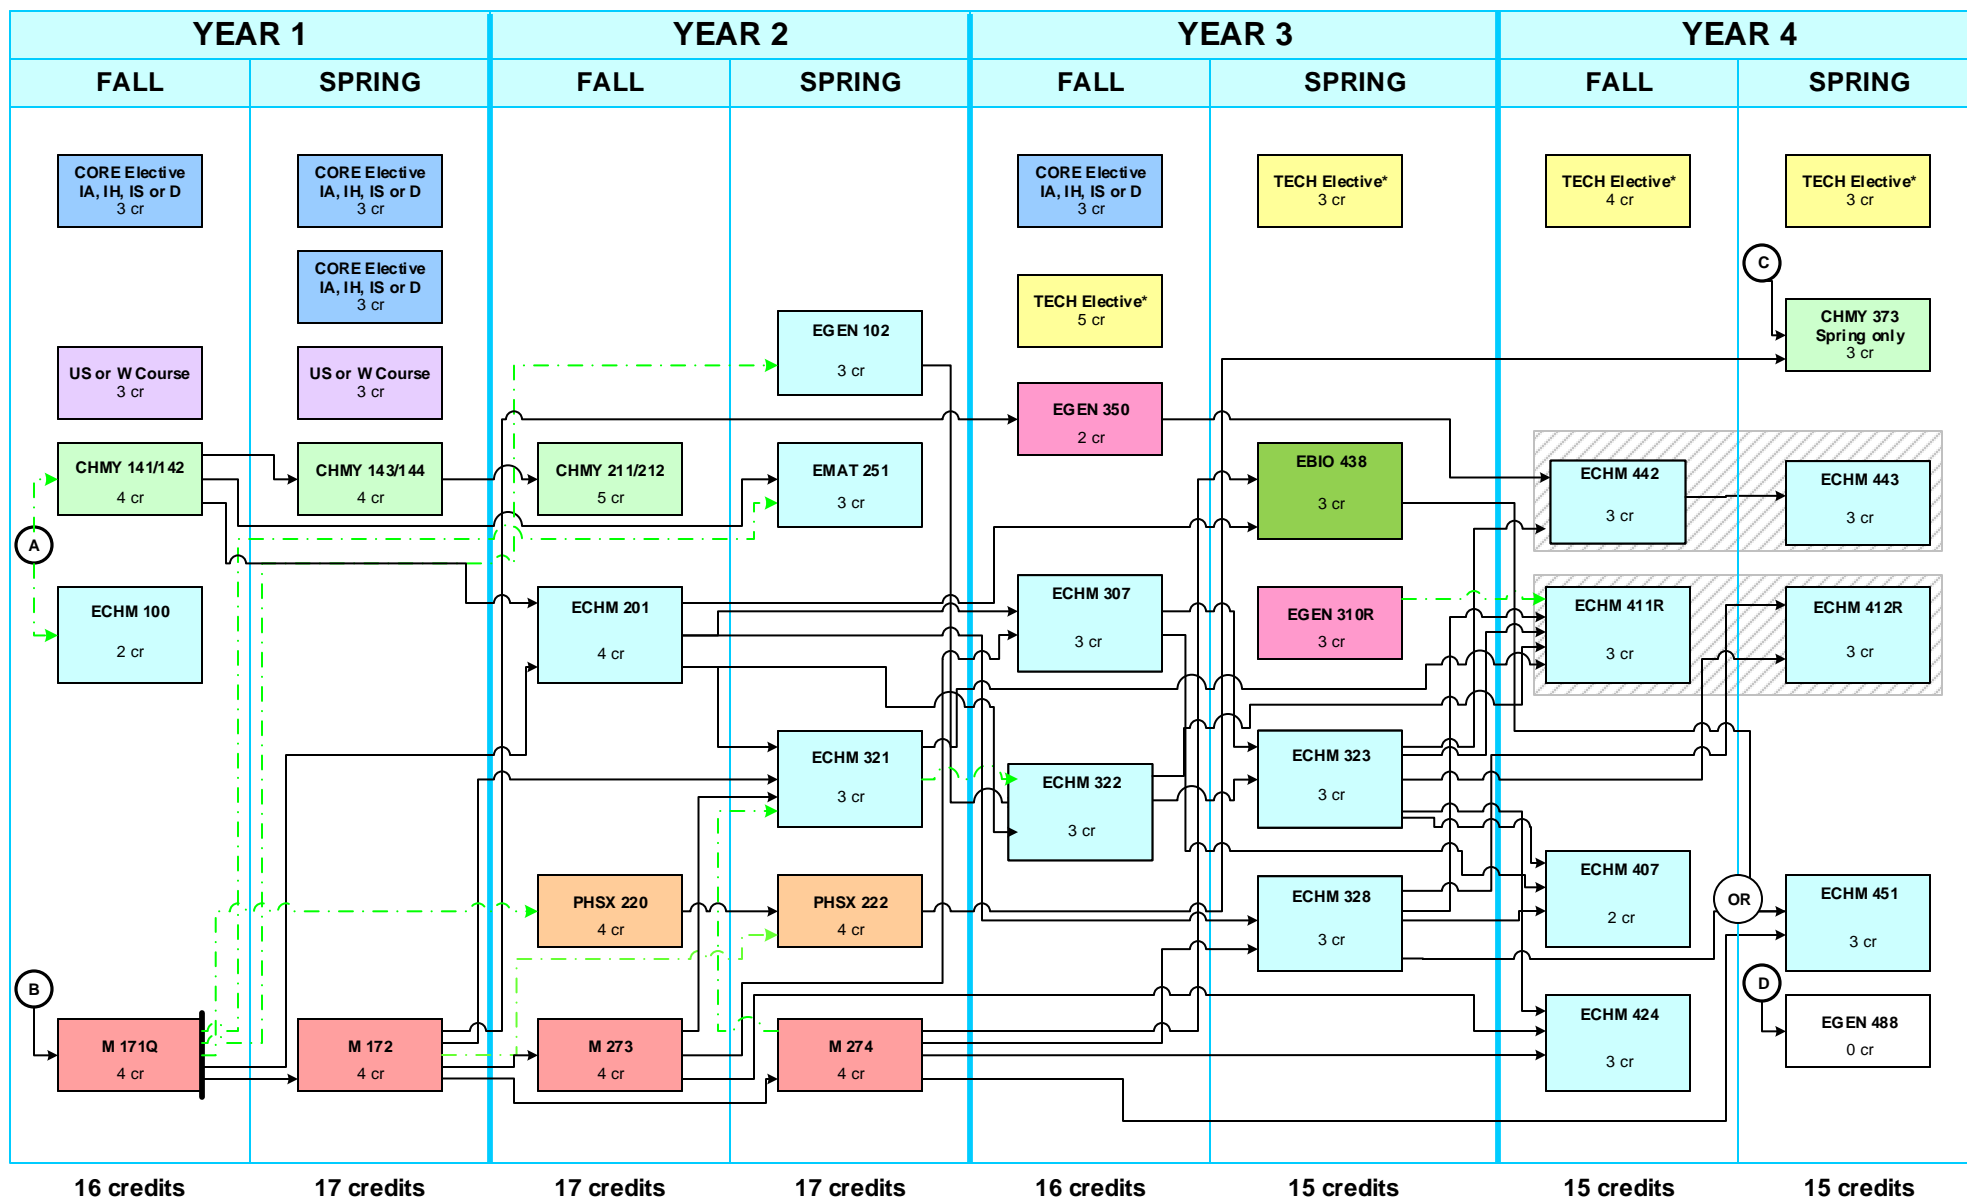 YEAR 1
YEAR 2
YEAR 3
YEAR 4
FALL
SPRING
FALL
SPRING
FALL
SPRING
FALL
SPRING
CORE Elective
IA, IH, IS or D
3 cr
US or W Course
3 cr
CHMY 141/142
4 cr
A
ECHM 100
2 cr
B
M 171Q
4 cr
16 credits
CORE Elective
IA, IH, IS or D
3 cr
CORE Elective
IA, IH, IS or D
3 cr
US or W Course
3 cr
CHMY 143/144
4 cr
M 172
4 cr
17 credits
CHMY 211/212
5 cr
ECHM 201
4 cr
PHSX 220
4 cr
M 273
4 cr
17 credits
EGEN 102
3 cr
EMAT 251
3 cr
ECHM 321
3 cr
PHSX 222
4 cr
M 274
4 cr
17 credits
CORE Elective
IA, IH, IS or D
3 cr
TECH Elective*
5 cr
EGEN 350
2 cr
ECHM 307
3 cr
ECHM 322
3 cr
16 credits
TECH Elective*
3 cr
EBIO 438
3 cr
EGEN 310R
3 cr
ECHM 323
3 cr
ECHM 328
3 cr
15 credits
TECH Elective*
4 cr
ECHM 442
3 cr
ECHM 411R
3 cr
ECHM 407
2 cr
ECHM 424
3 cr
15 credits
TECH Elective*
3 cr
C
CHMY 373
Spring only
3 cr
ECHM 443
3 cr
ECHM 412R
3 cr
OR
ECHM 451
3 cr
D
EGEN 488
0 cr
15 credits